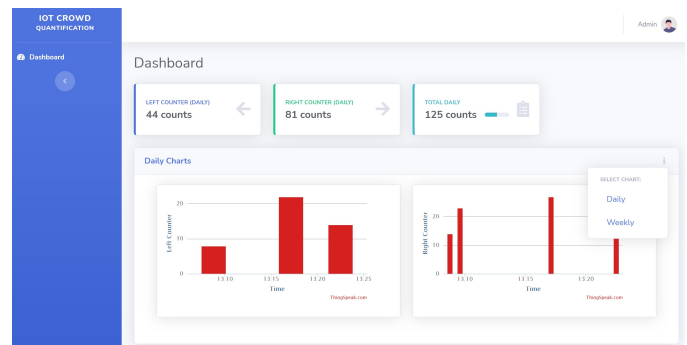 IOT CROWD
QUANTIFICATION
Admin
Dashboard
Dashboard
LEFT COUNTER (DAILY)
44 counts
RIGHT COUNTER (DAILY)
81 counts
TOTAL DAILY
125 counts
Daily Charts
SELECT CHART:
Daily
Weekly
Left Counter
20
10
0
13:10
13:15
13:20
13:25
Time
ThingSpeak.com
Right Counter
20
10
0
13:10
13:15
13:20
Time
ThingSpeak.com